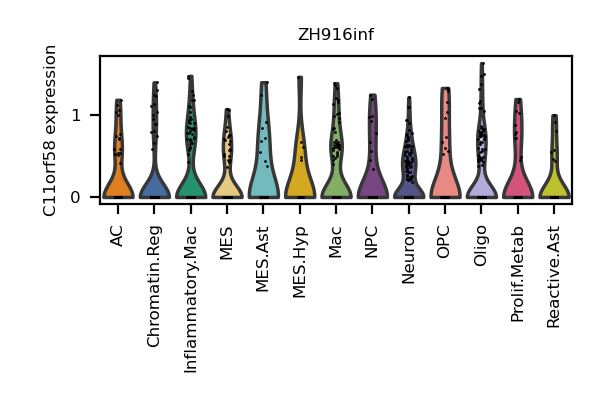 ZH916inf
C11orf58 expression
1
0
AC
Chromatin.Reg
Inflammatory.Mac
MES
MES.Ast
MES.Hyp
Mac
NPC
Neuron
OPC
Oligo
Prolif.Metab
Reactive.Ast